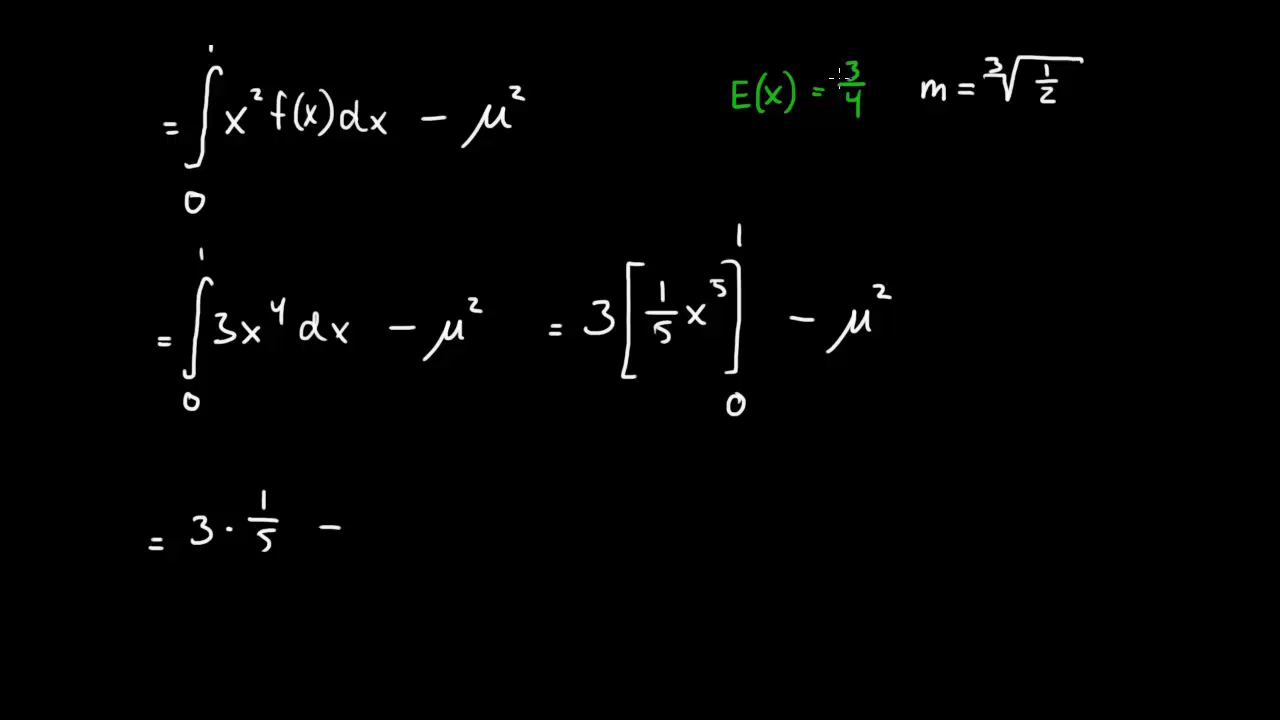 = ∫₀¹ x² f(x) dx − μ²
E(x) = 3/4   m = ∛(1/2)
= ∫₀¹ 3x⁴ dx − μ² = 3[1/5 x⁵]₀¹ − μ²
= 3 · 1/5 −